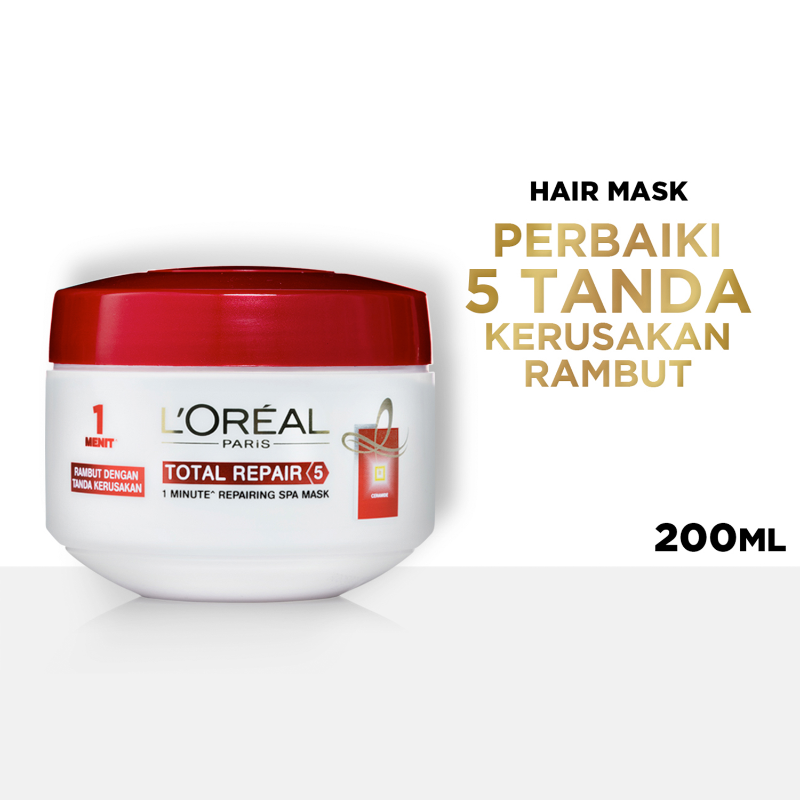 HAIR MASK
PERBAIKI
5 TANDA
KERUSAKAN
RAMBUT
1
MENIT*
RAMBUT DENGAN
TANDA KERUSAKAN
L'ORÉAL
PARIS
TOTAL REPAIR 5
1 MINUTE^ REPAIRING SPA MASK
CERAMIDE
200ML